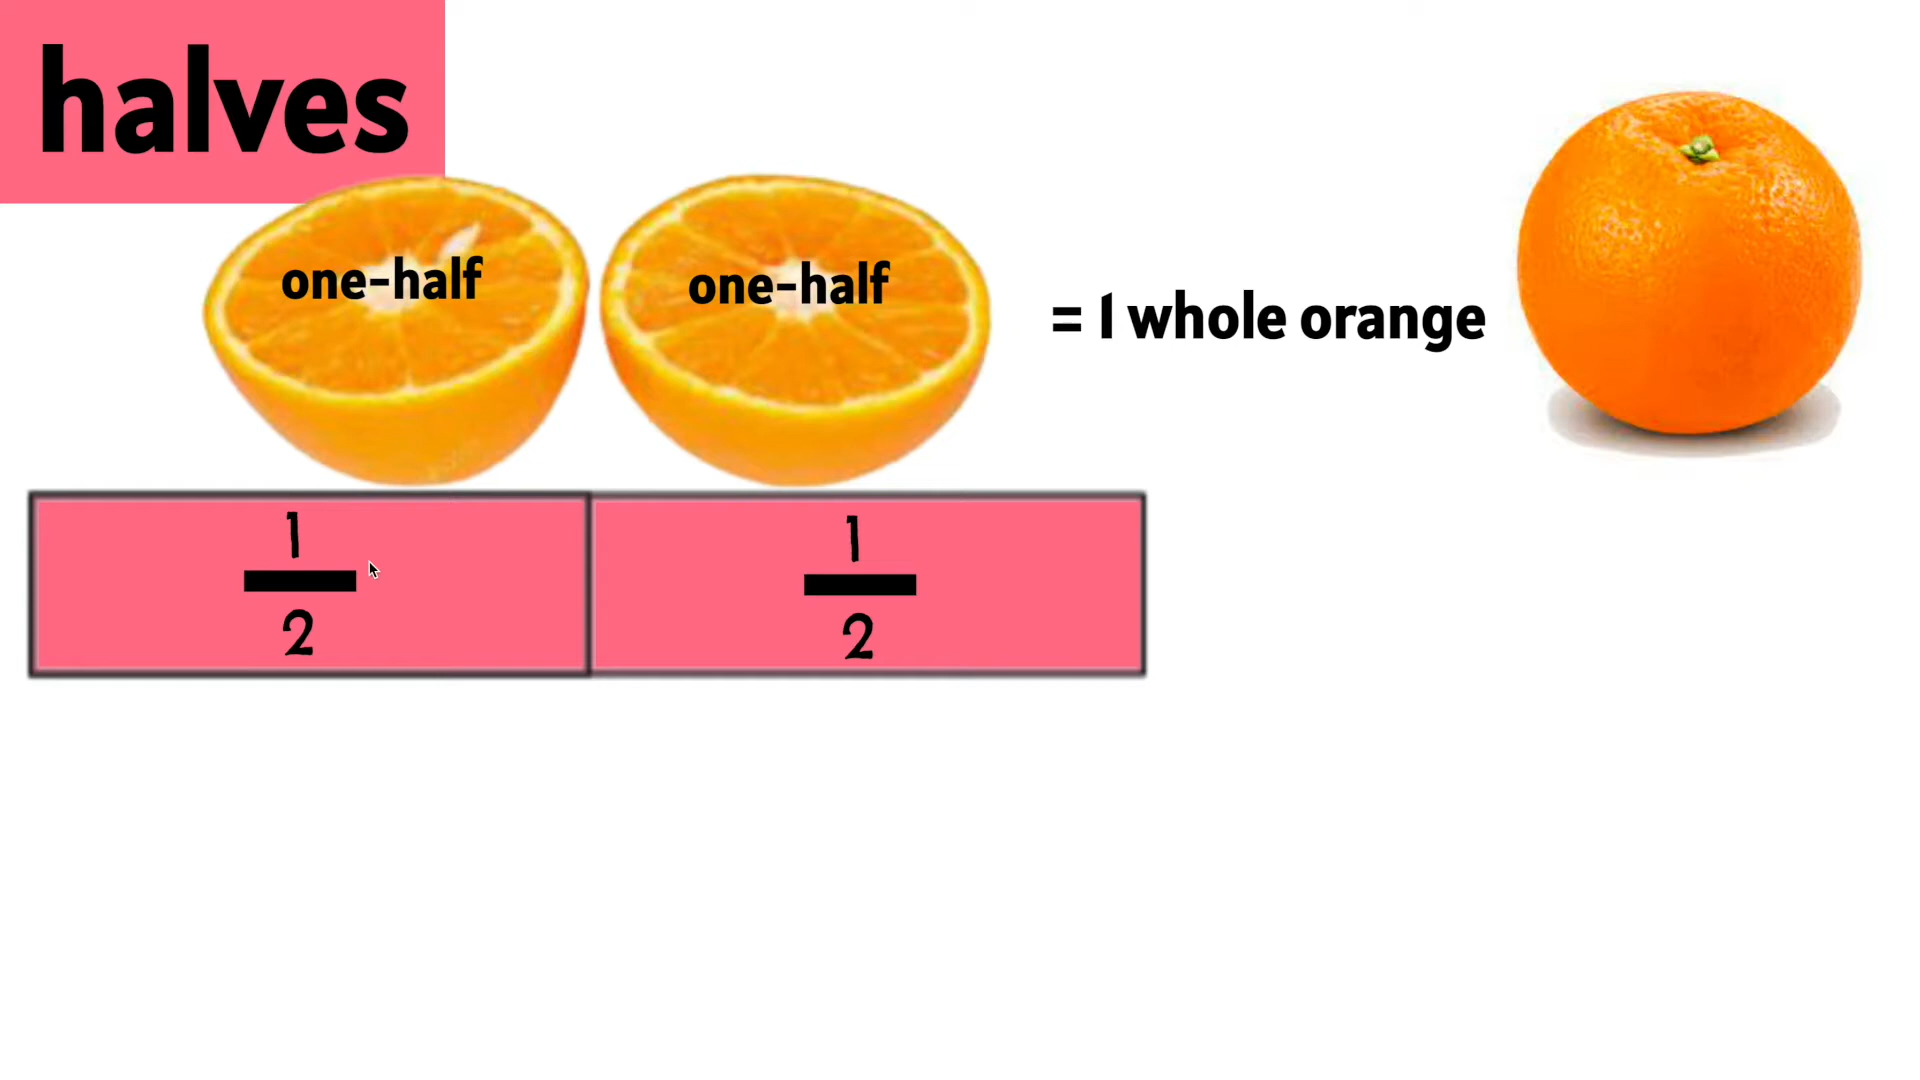 halves
one-half one-half
= 1 whole orange
1 1
2 2